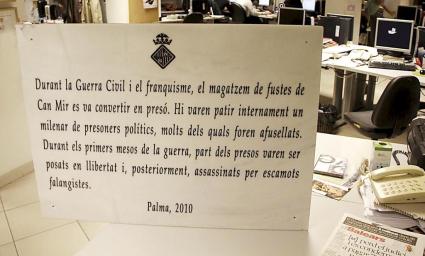 Durant la Guerra Civil i el franquisme, el magatzem de fustes de
Can Mir es va convertir en presó. Hi varen patir internament un
milenar de presoners polítics, molts dels quals foren afusellats.
Durant els primers mesos de la guerra, part dels presos varen ser
posats en llibertat i, posteriorment, assassinats per escamots
falangistes.
Palma, 2010
Balears